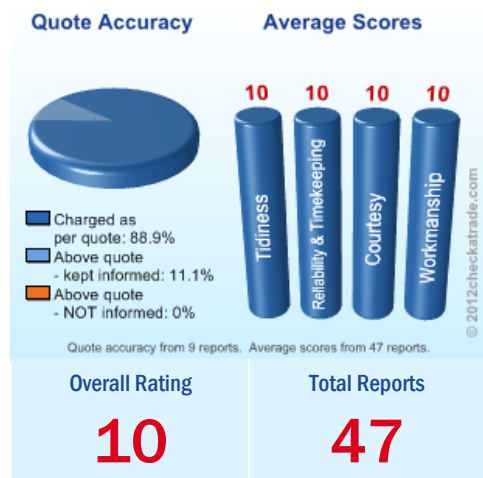 Quote Accuracy
Average Scores
10 10 10 10
Tidiness
Reliability & Timekeeping
Courtesy
Workmanship
Charged as
per quote: 88.9%
Above quote
- kept informed: 11.1%
Above quote
- NOT informed: 0%
© 2012checkatrade.com
Quote accuracy from 9 reports. Average scores from 47 reports.
Overall Rating
10
Total Reports
47